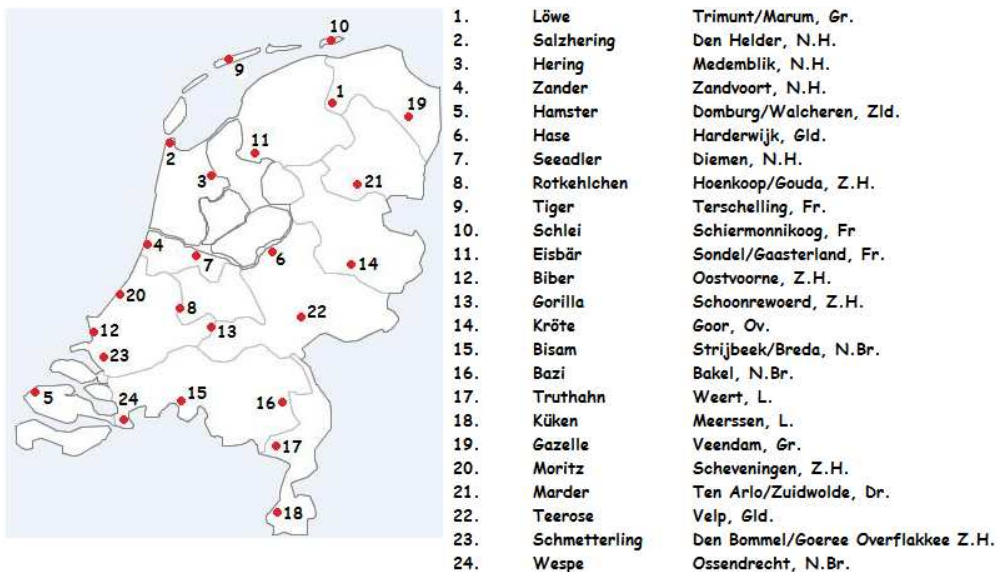 10
9
1
19
2
11
3
21
4
7
6
14
20
8
22
12
13
23
5
24
15
16
17
18
1. Löwe Trimunt/Marum, Gr.
2. Salzhering Den Helder, N.H.
3. Hering Medemblik, N.H.
4. Zander Zandvoort, N.H.
5. Hamster Domburg/Walcheren, Zld.
6. Hase Harderwijk, Gld.
7. Seeadler Diemen, N.H.
8. Rotkehlchen Hoenkoop/Gouda, Z.H.
9. Tiger Terschelling, Fr.
10. Schlei Schiermonnikoog, Fr
11. Eisbär Sondel/Gaasterland, Fr.
12. Biber Oostvoorne, Z.H.
13. Gorilla Schoonrewoerd, Z.H.
14. Kröte Goor, Ov.
15. Bisam Strijbeek/Breda, N.Br.
16. Bazi Bakel, N.Br.
17. Truthahn Weert, L.
18. Küken Meerssen, L.
19. Gazelle Veendam, Gr.
20. Moritz Scheveningen, Z.H.
21. Marder Ten Arlo/Zuidwolde, Dr.
22. Teerose Velp, Gld.
23. Schmetterling Den Bommel/Goeree Overflakkee Z.H.
24. Wespe Ossendrecht, N.Br.